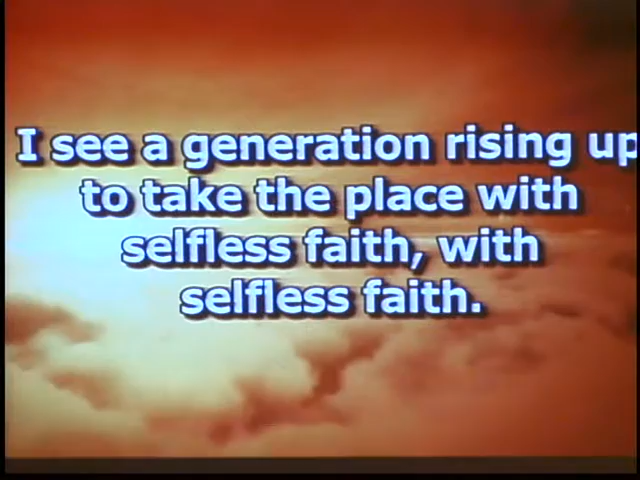 I see a generation rising up
to take the place with
selfless faith, with
selfless faith.